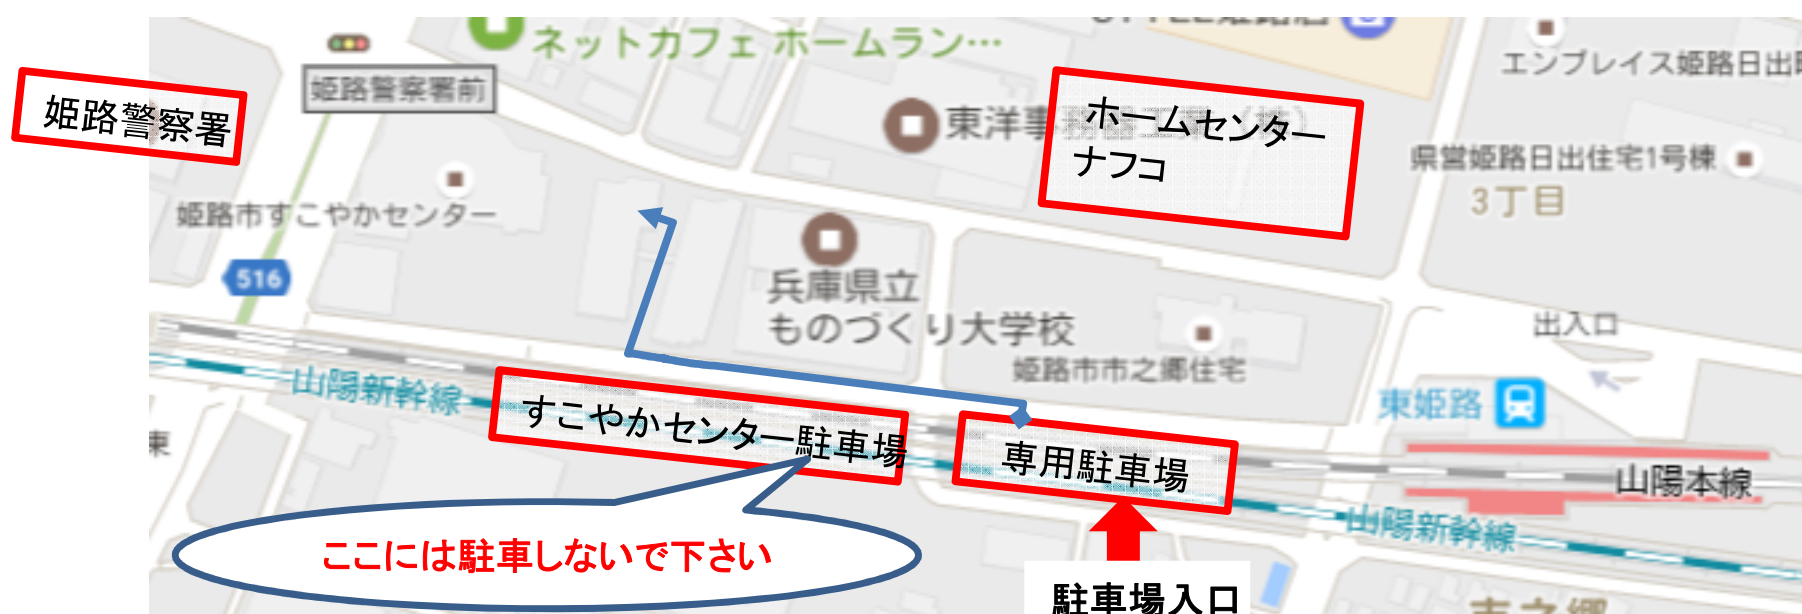 ネットカフェ ホームラン…
エンプレイス姫路日出
姫路警察署前
姫路警察署
東洋事
ホームセンター
ナフコ
県営姫路日出住宅1号棟
3丁目
姫路市すこやかセンター
516
兵庫県立
ものづくり大学校
出入口
姫路市市之郷住宅
東姫路
山陽新幹線
すこやかセンター駐車場
専用駐車場
山陽本線
山陽新幹線
東
ここには駐車しないで下さい
駐車場入口
市之郷